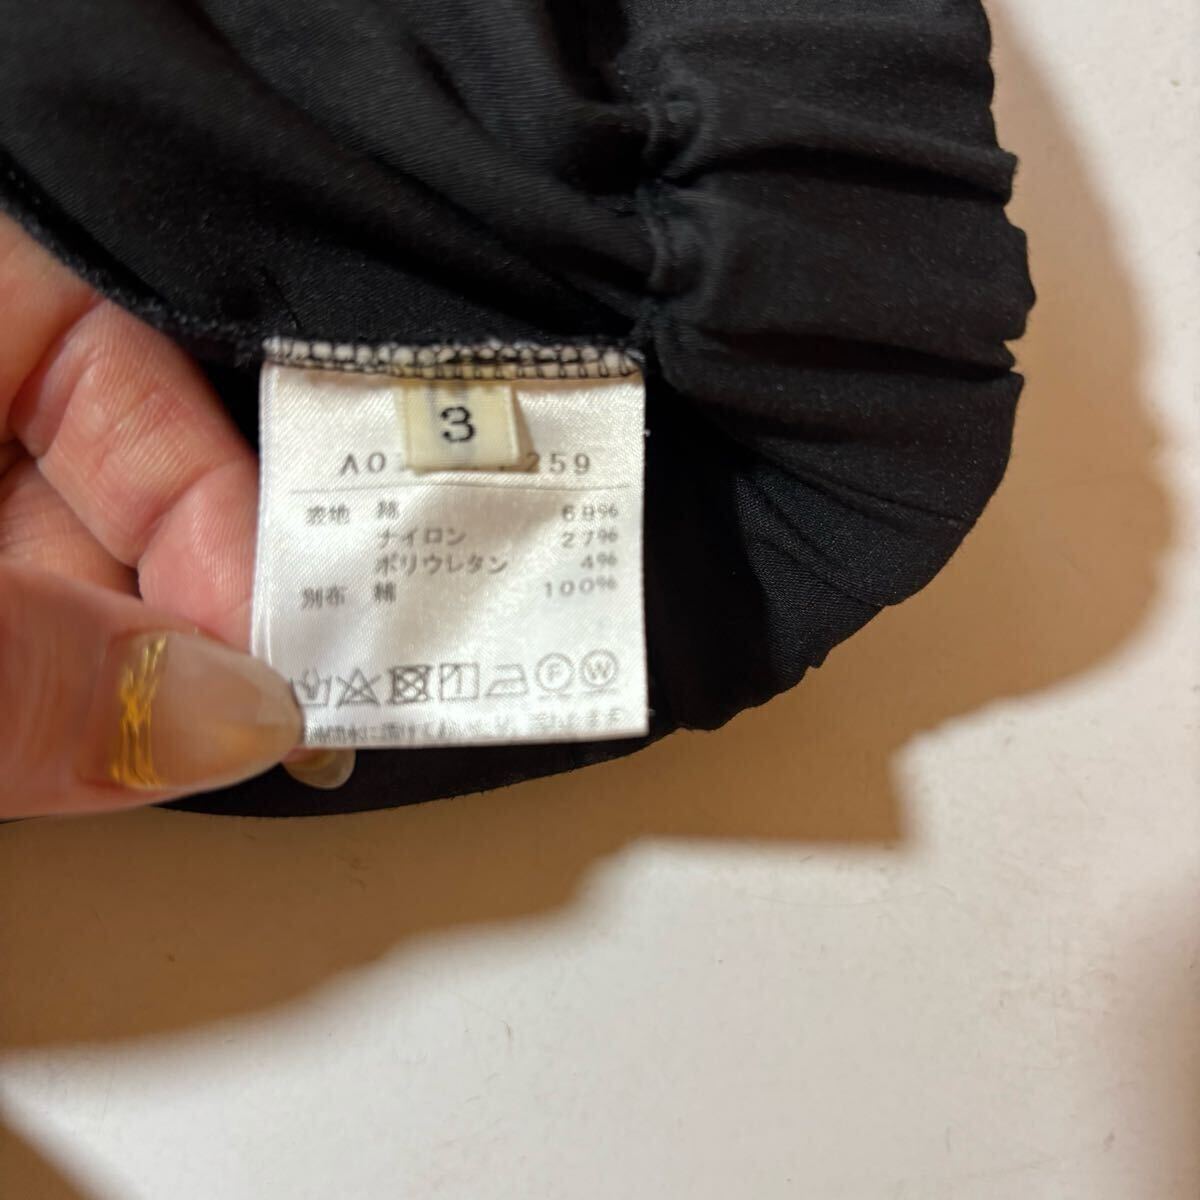 3
A0 259
表地 綿 69%
ナイロン 27%
ポリウレタン 4%
別布 綿 100%
F W